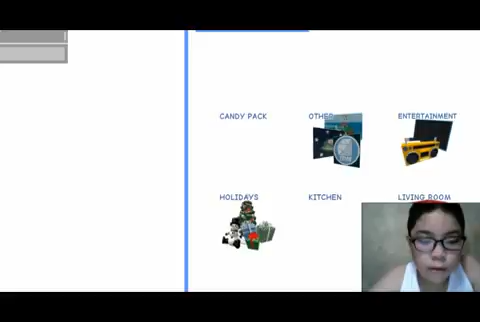 CANDY PACK
OTHER
ENTERTAINMENT
HOLIDAYS
KITCHEN
LIVING ROOM